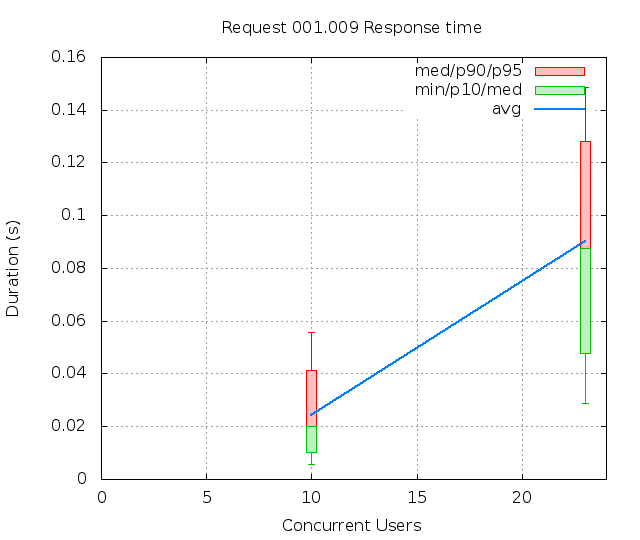 Request 001.009 Response time
med/p90/p95
min/p10/med
avg
0.16
0.14
0.12
0.1
0.08
0.06
0.04
0.02
0
Duration (s)
0 5 10 15 20
Concurrent Users